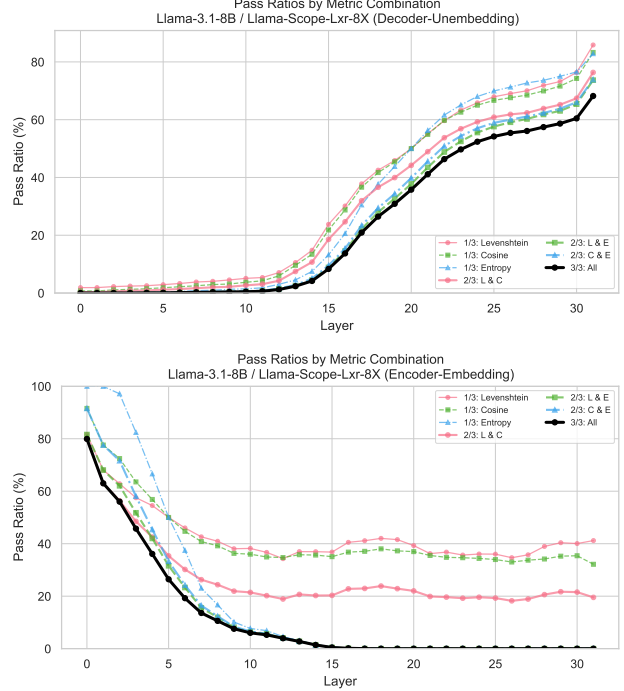 Pass Ratios by Metric Combination
Llama-3.1-8B / Llama-Scope-Lxr-8X (Decoder-Unembedding)
80
60
40
20
0
Pass Ratio (%)
1/3: Levenshtein
1/3: Cosine
1/3: Entropy
2/3: L & C
2/3: L & E
2/3: C & E
3/3: All
0 5 10 15 20 25 30
Layer
Pass Ratios by Metric Combination
Llama-3.1-8B / Llama-Scope-Lxr-8X (Encoder-Embedding)
100
80
60
40
20
0
Pass Ratio (%)
1/3: Levenshtein
1/3: Cosine
1/3: Entropy
2/3: L & C
2/3: L & E
2/3: C & E
3/3: All
0 5 10 15 20 25 30
Layer